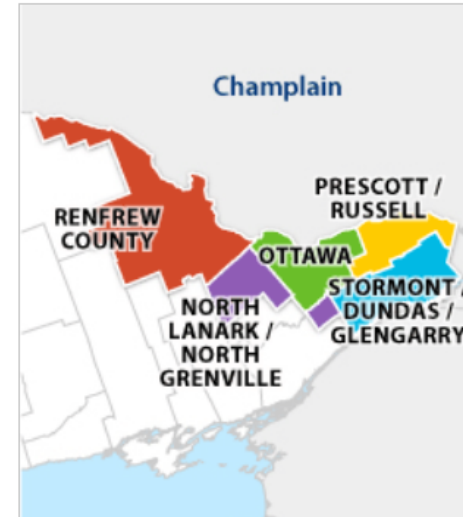 Champlain
PRESCOTT /
RUSSELL
RENFREW
COUNTY
OTTAWA
STORMONT /
DUNDAS /
GLENGARRY
NORTH
LANARK /
NORTH
GRENVILLE